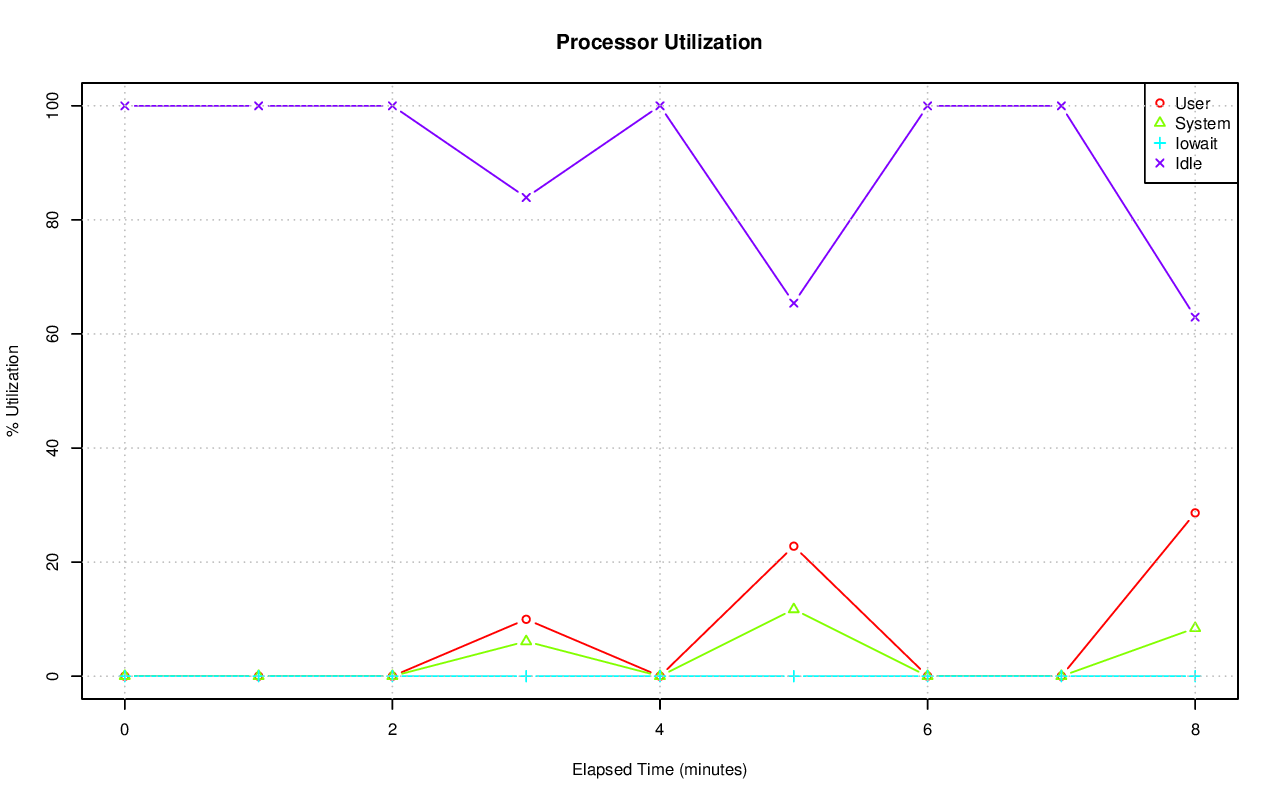 Processor Utilization
User
System
Iowait
Idle
100
80
60
40
20
0
% Utilization
0 2 4 6 8
Elapsed Time (minutes)